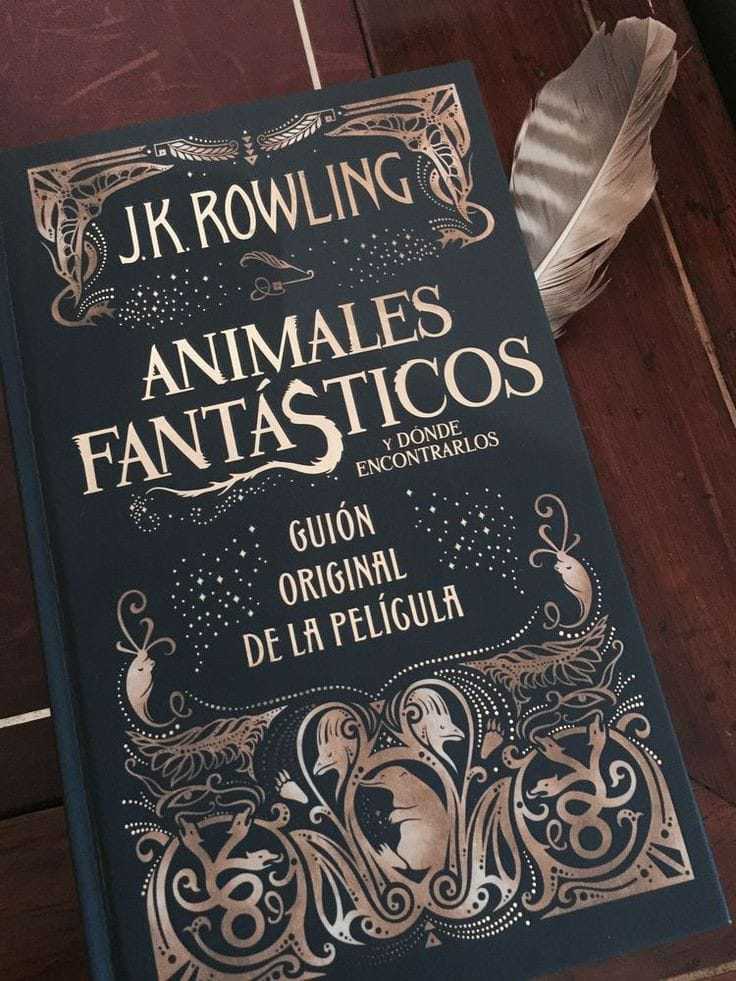 J.K. ROWLING
ANIMALES
FANTÁSTICOS
Y DÓNDE
ENCONTRARLOS
GUIÓN
ORIGINAL
DE LA PELÍCULA